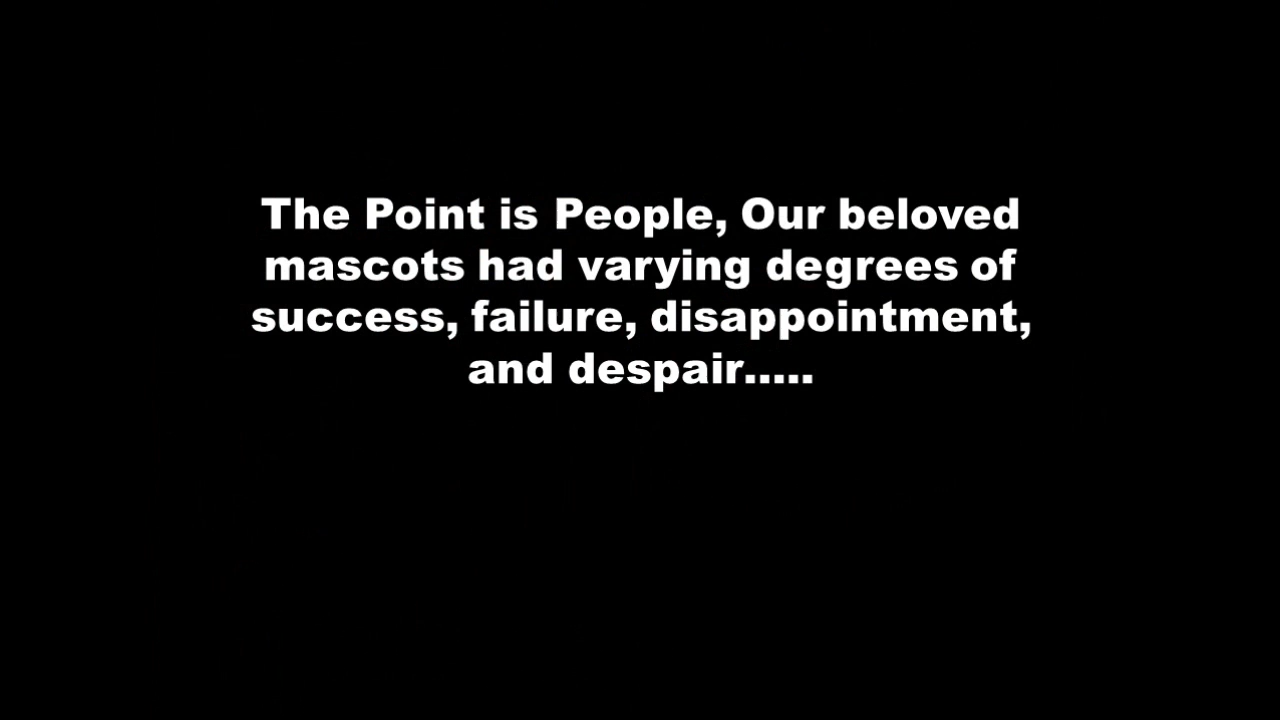 The Point is People, Our beloved
mascots had varying degrees of
success, failure, disappointment,
and despair.....